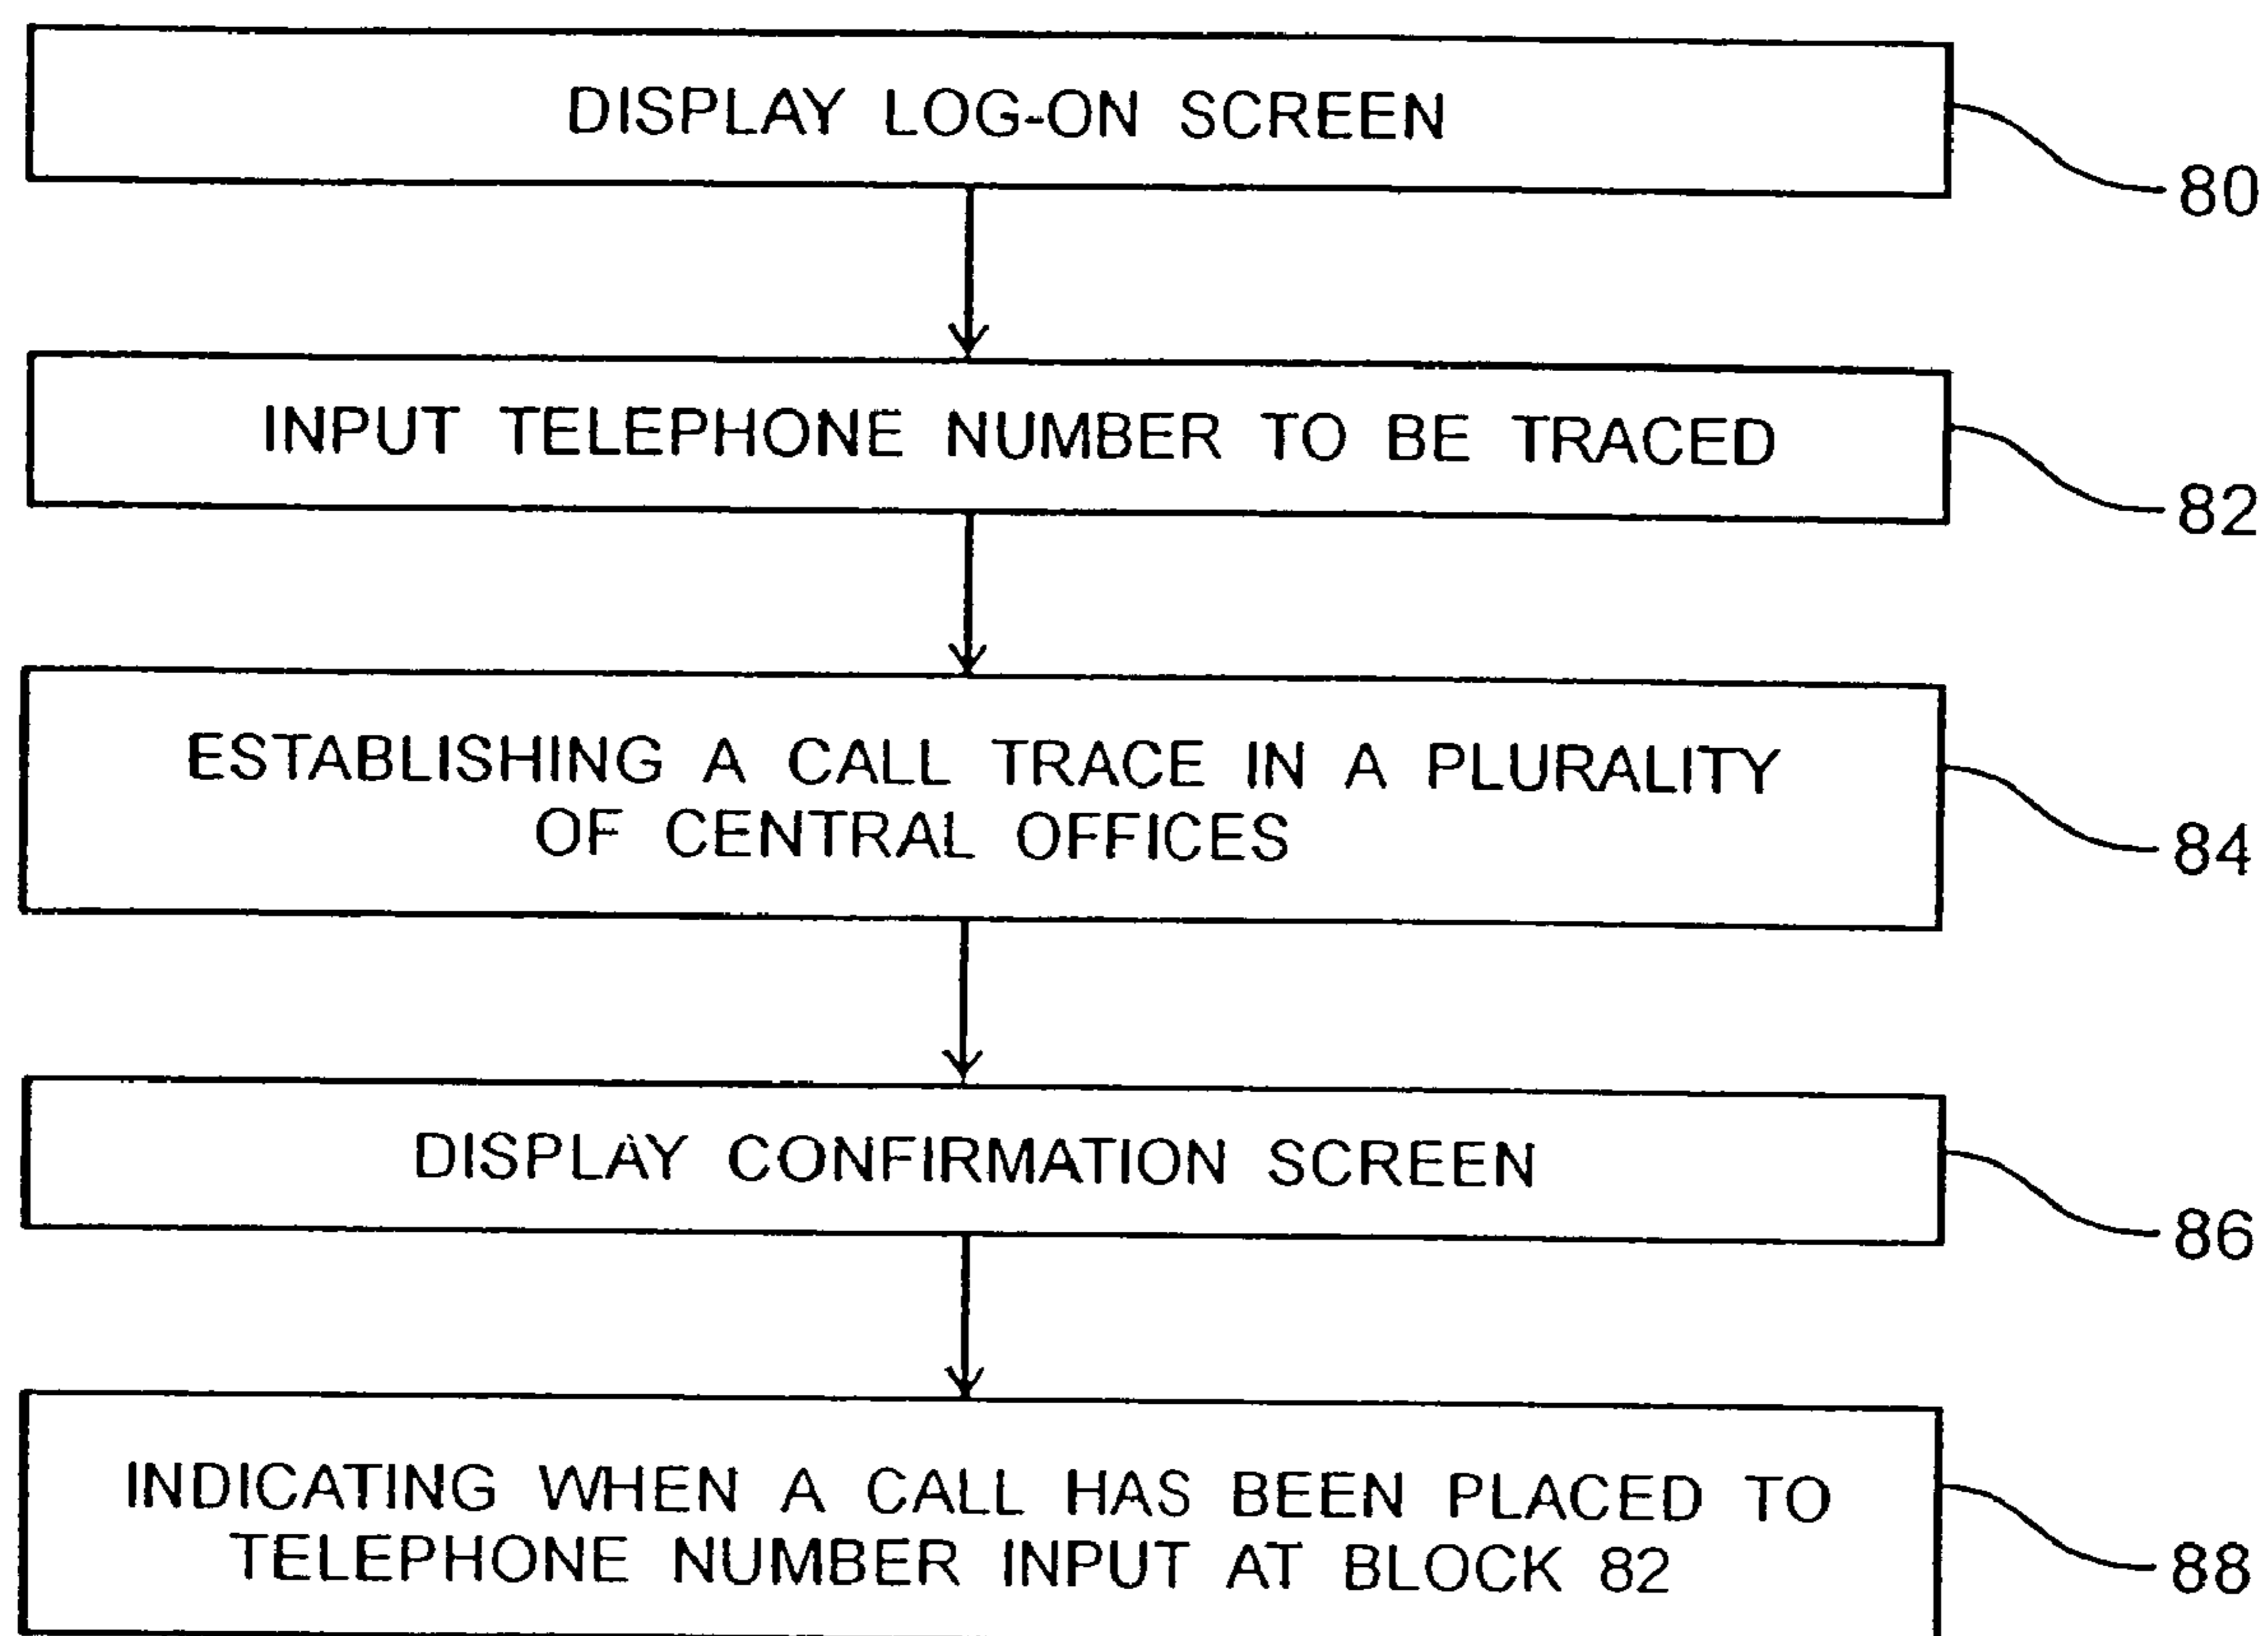 DISPLAY LOG-ON SCREEN
80
INPUT TELEPHONE NUMBER TO BE TRACED
82
ESTABLISHING A CALL TRACE IN A PLURALITY
OF CENTRAL OFFICES
84
DISPLAY CONFIRMATION SCREEN
86
INDICATING WHEN A CALL HAS BEEN PLACED TO
TELEPHONE NUMBER INPUT AT BLOCK 82
88